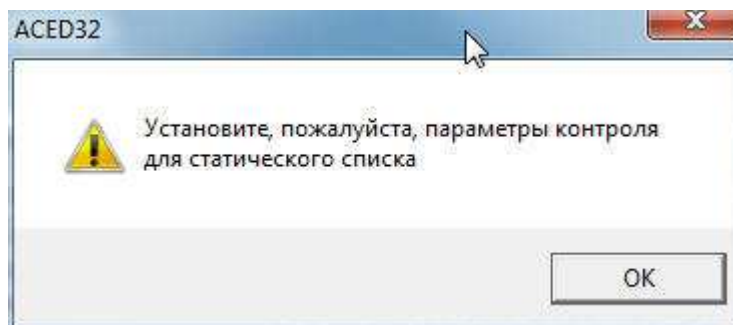 ACED32
Установите, пожалуйста, параметры контроля
для статического списка
OK